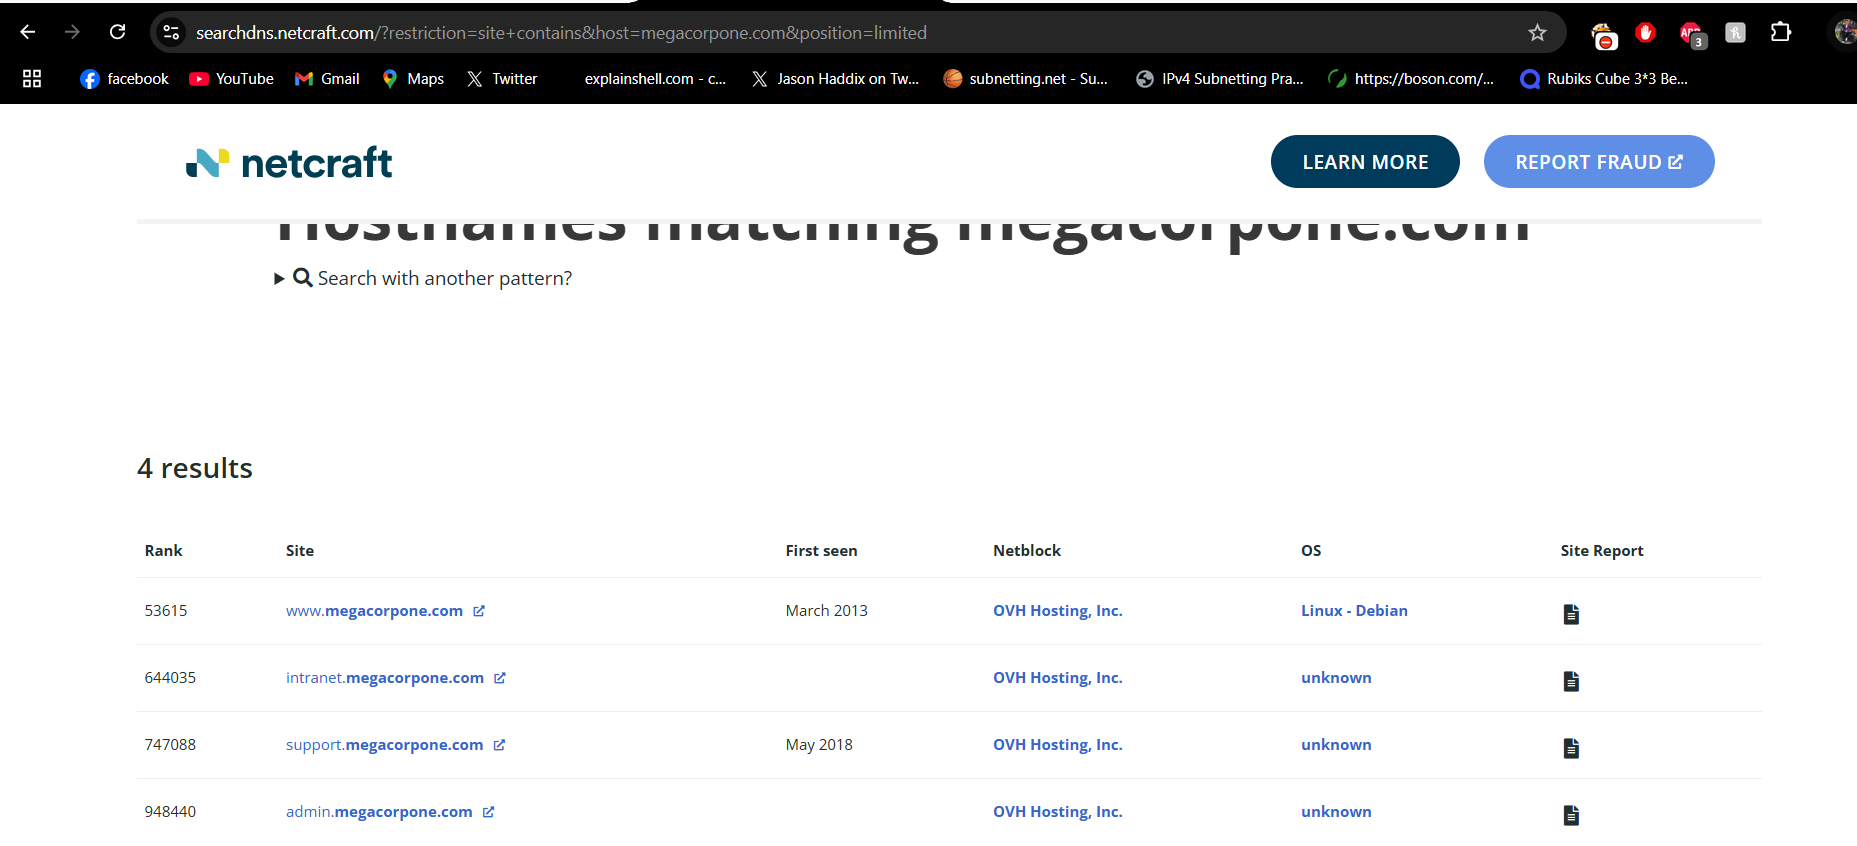 searchdns.netcraft.com/?restriction=site+contains&host=megacorpone.com&position=limited
3
facebook YouTube Gmail Maps Twitter explainshell.com - c... Jason Haddix on Tw... subnetting.net - Su... IPv4 Subnetting Pra... https://boson.com/... Rubiks Cube 3*3 Be...
netcraft LEARN MORE REPORT FRAUD
Hostnames matching megacorpone.com
Search with another pattern?
4 results
Rank Site First seen Netblock OS Site Report
53615 www.megacorpone.com March 2013 OVH Hosting, Inc. Linux - Debian
644035 intranet.megacorpone.com OVH Hosting, Inc. unknown
747088 support.megacorpone.com May 2018 OVH Hosting, Inc. unknown
948440 admin.megacorpone.com OVH Hosting, Inc. unknown